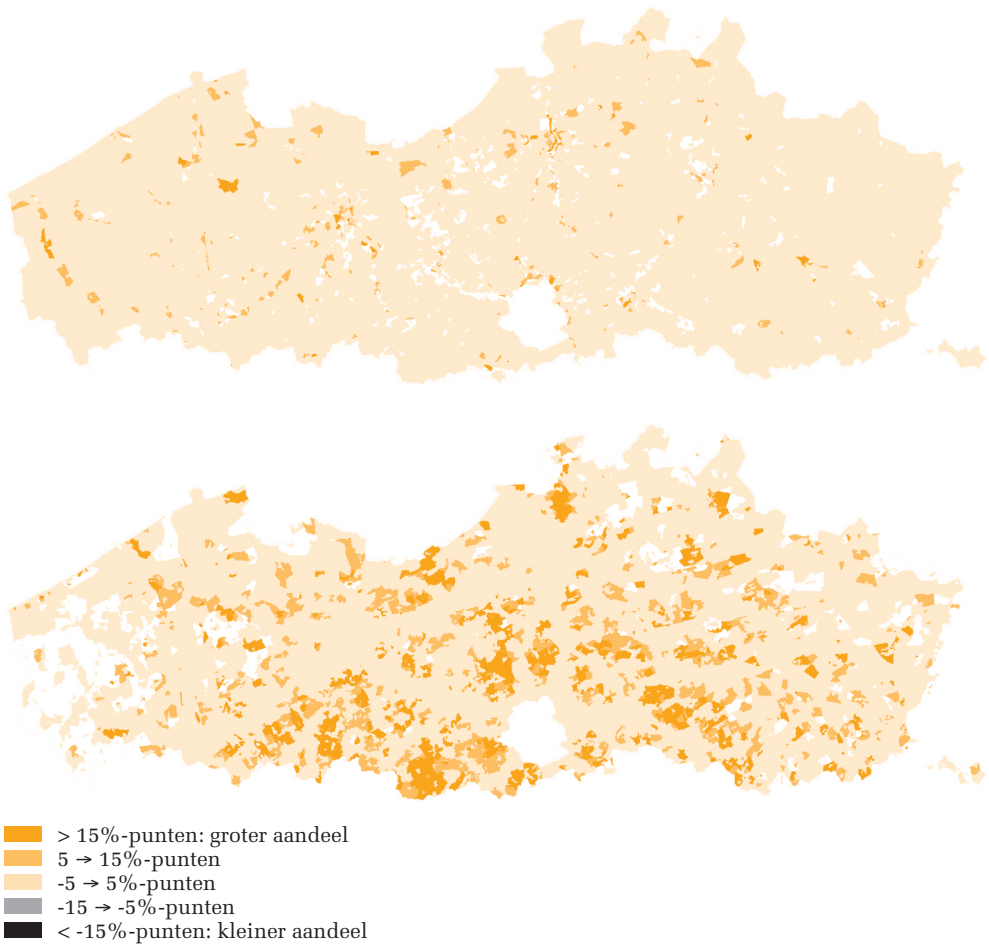 > 15%-punten: groter aandeel
5 → 15%-punten
-5 → 5%-punten
-15 → -5%-punten
< -15%-punten: kleiner aandeel